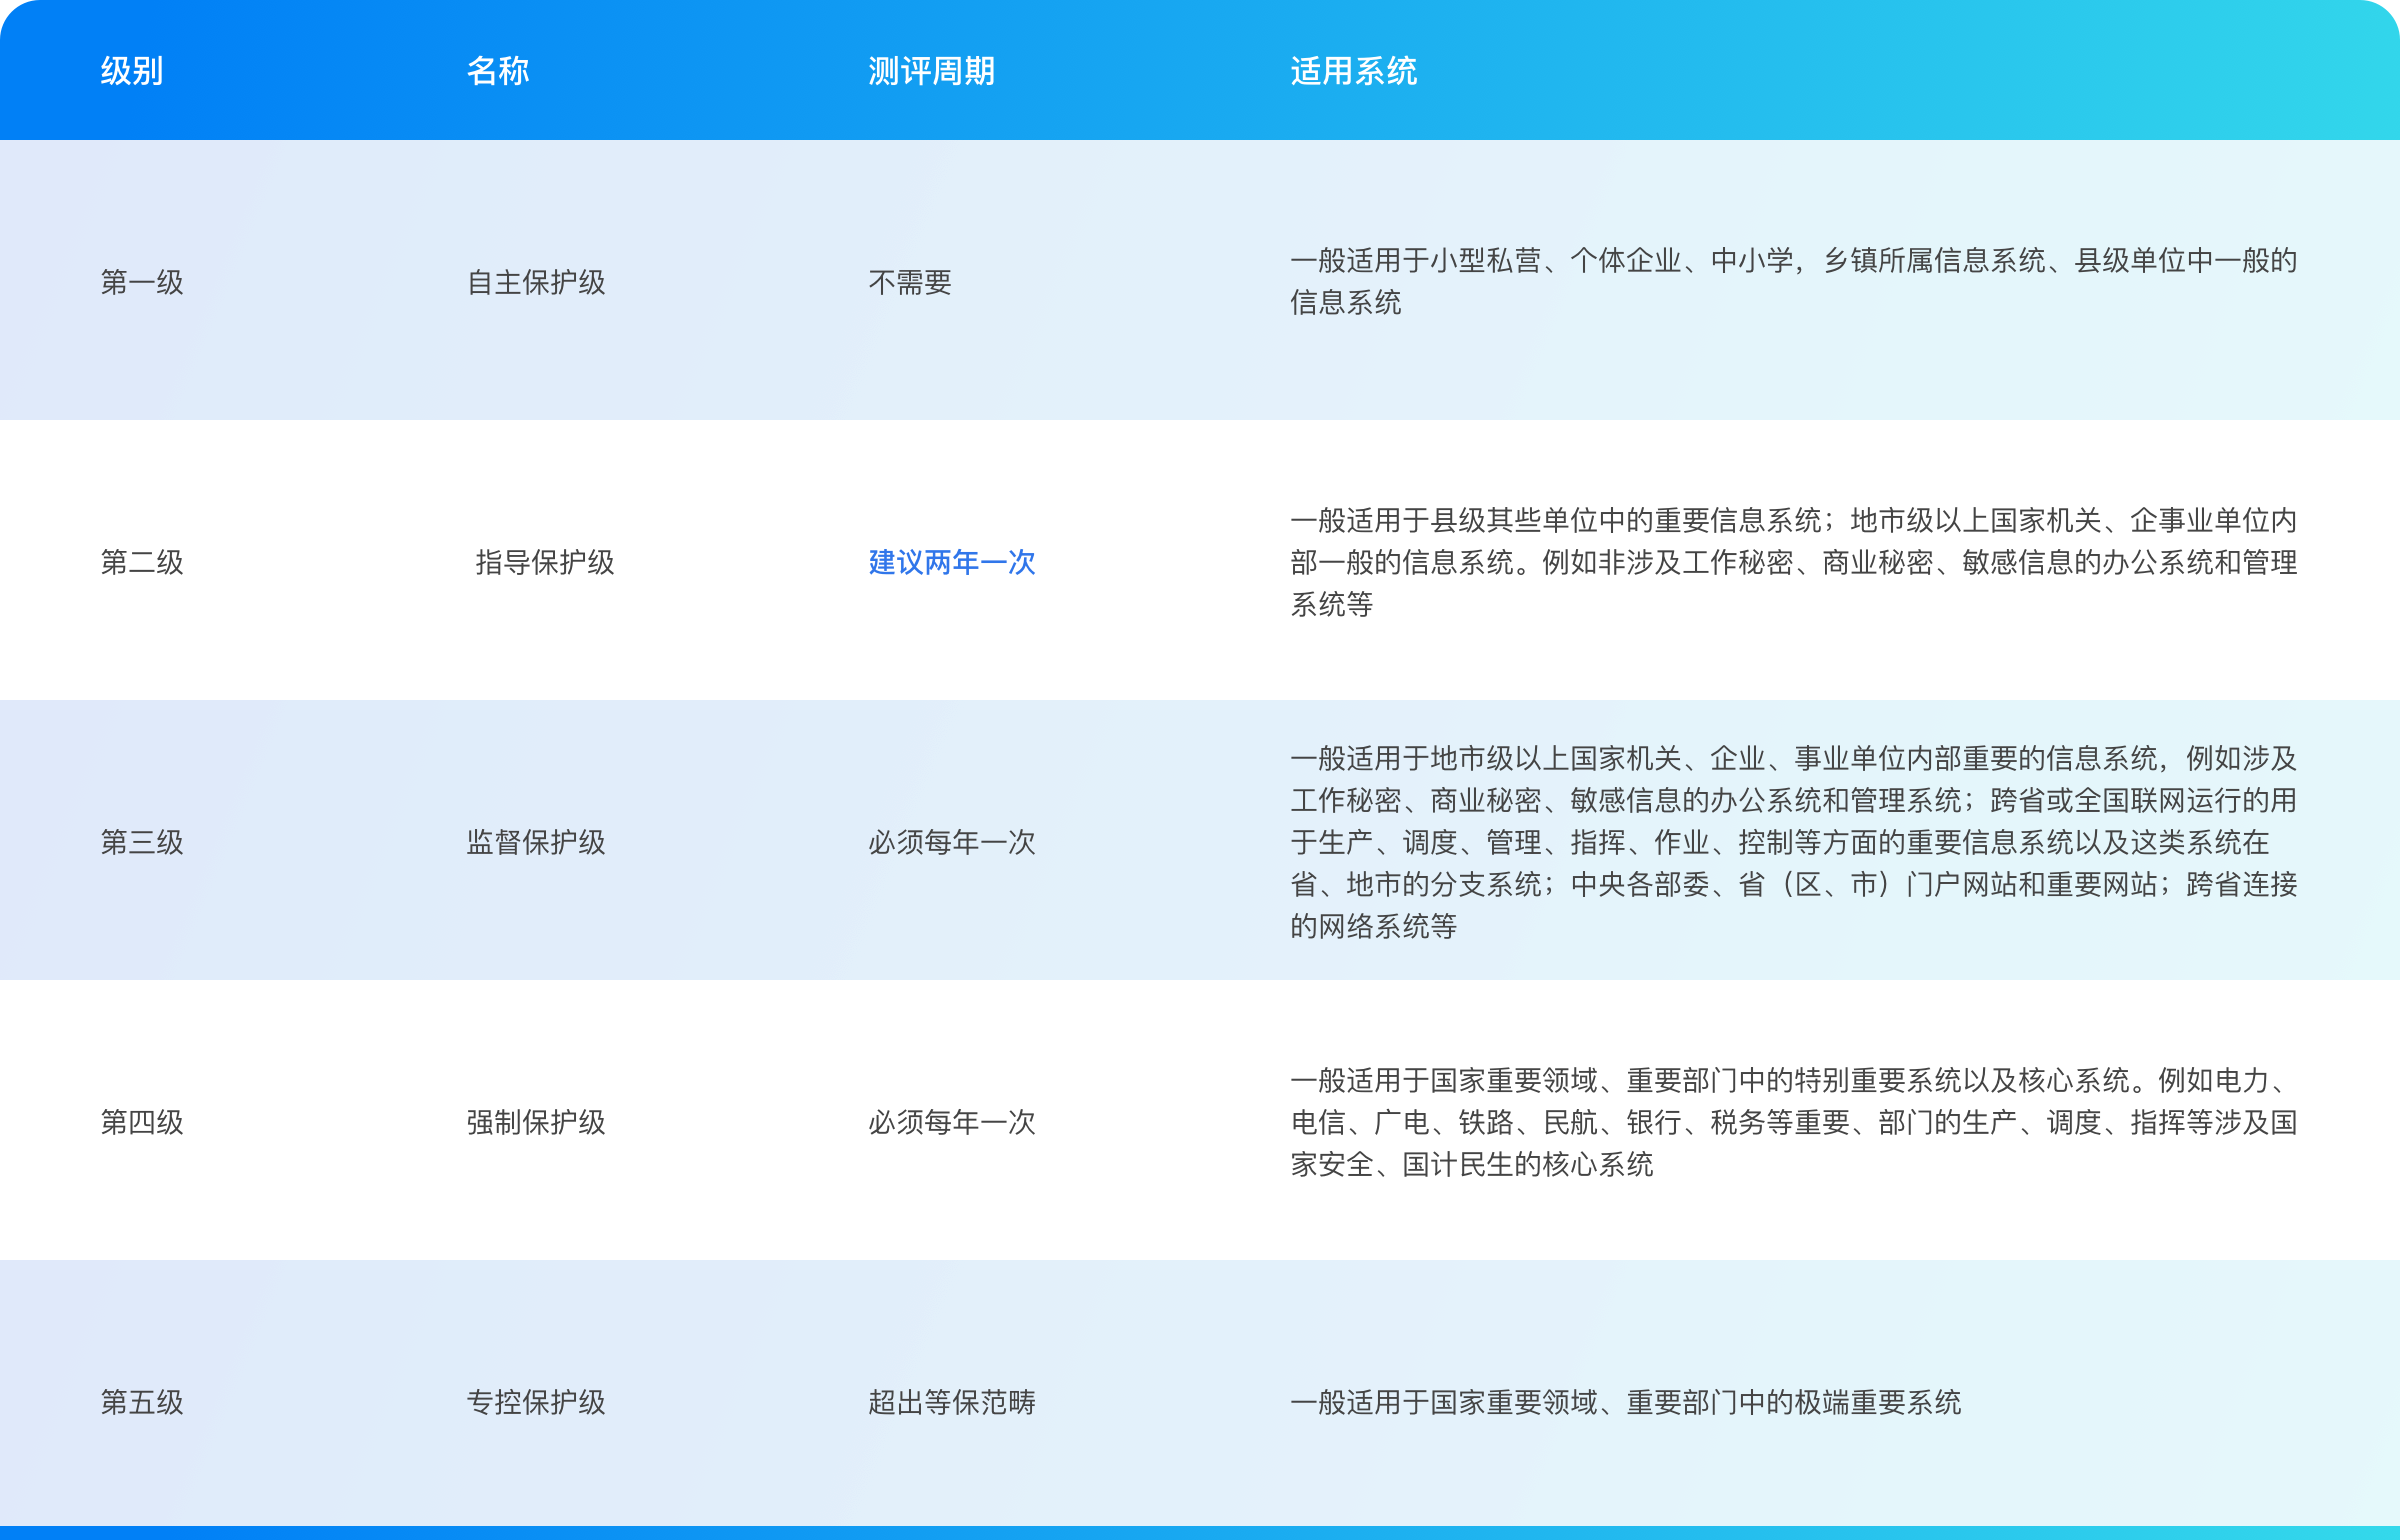 级别 名称 测评周期 适用系统
第一级 自主保护级 不需要 一般适用于小型私营、个体企业、中小学，乡镇所属信息系统、县级单位中一般的
信息系统
第二级 指导保护级 建议两年一次 一般适用于县级其些单位中的重要信息系统；地市级以上国家机关、企事业单位内
部一般的信息系统。例如非涉及工作秘密、商业秘密、敏感信息的办公系统和管理
系统等
第三级 监督保护级 必须每年一次 一般适用于地市级以上国家机关、企业、事业单位内部重要的信息系统，例如涉及
工作秘密、商业秘密、敏感信息的办公系统和管理系统；跨省或全国联网运行的用
于生产、调度、管理、指挥、作业、控制等方面的重要信息系统以及这类系统在
省、地市的分支系统；中央各部委、省（区、市）门户网站和重要网站；跨省连接
的网络系统等
第四级 强制保护级 必须每年一次 一般适用于国家重要领域、重要部门中的特别重要系统以及核心系统。例如电力、
电信、广电、铁路、民航、银行、税务等重要、部门的生产、调度、指挥等涉及国
家安全、国计民生的核心系统
第五级 专控保护级 超出等保范畴 一般适用于国家重要领域、重要部门中的极端重要系统